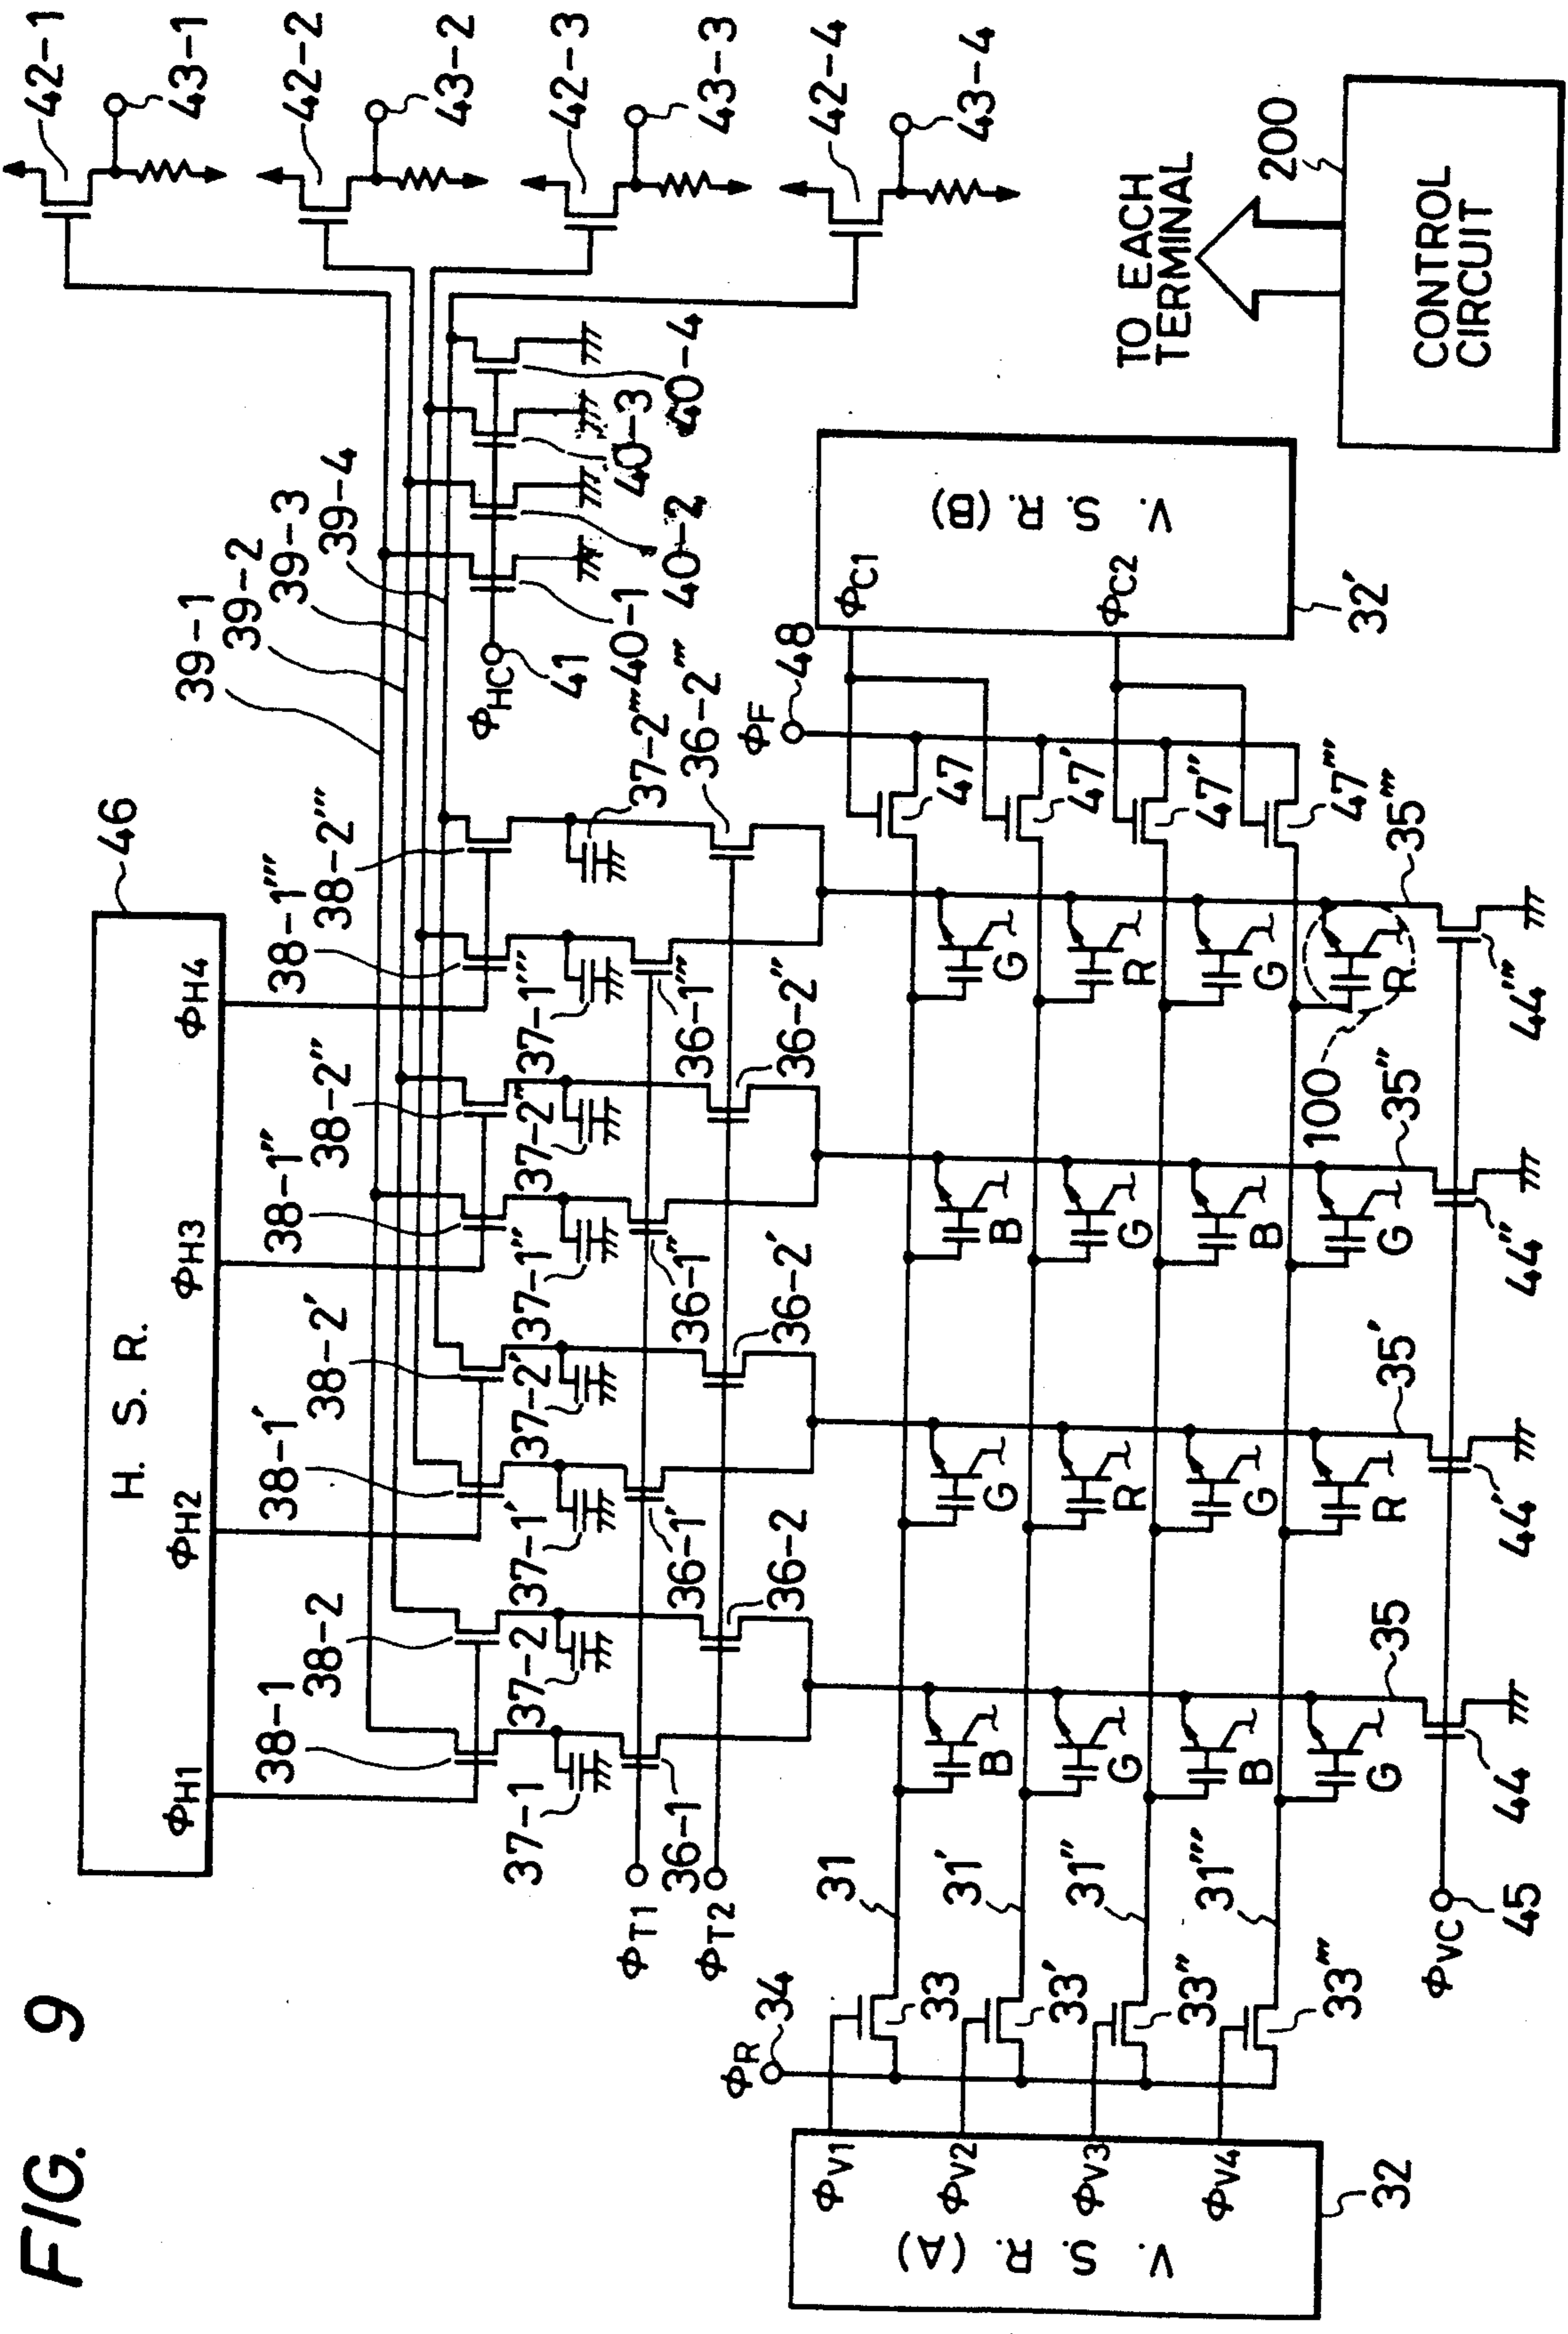 FIG. 9
46
H. S. R.
ΦH1
ΦH2
ΦH3
ΦH4
38-1
38-2
38-1'
38-2'
38-1''
38-2''
38-1'''
38-2'''
39-1
39-2
39-3
39-4
42-1
43-1
42-2
43-2
42-3
43-3
42-4
43-4
37-1
37-2
37-1'
37-2'
37-1''
37-2''
37-1'''
37-2'''
ΦHC
41
40-1
40-2
40-3
40-4
ΦT1
36-1
36-1'
36-1''
36-1'''
ΦT2
36-2
36-2'
36-2''
36-2'''
ΦR
34
ΦF
48
V. S. R. (A)
ΦV1
ΦV2
ΦV3
ΦV4
32
33
33'
33''
33'''
31
31'
31''
31'''
B
G
B
G
G
R
G
R
B
G
B
G
G
R
G
R
100
47
47'
47''
47'''
V. S. R. (B)
ΦC1
ΦC2
32'
35
35'
35''
35'''
ΦVC
45
44
44'
44''
44'''
TO EACH
TERMINAL
200
CONTROL
CIRCUIT